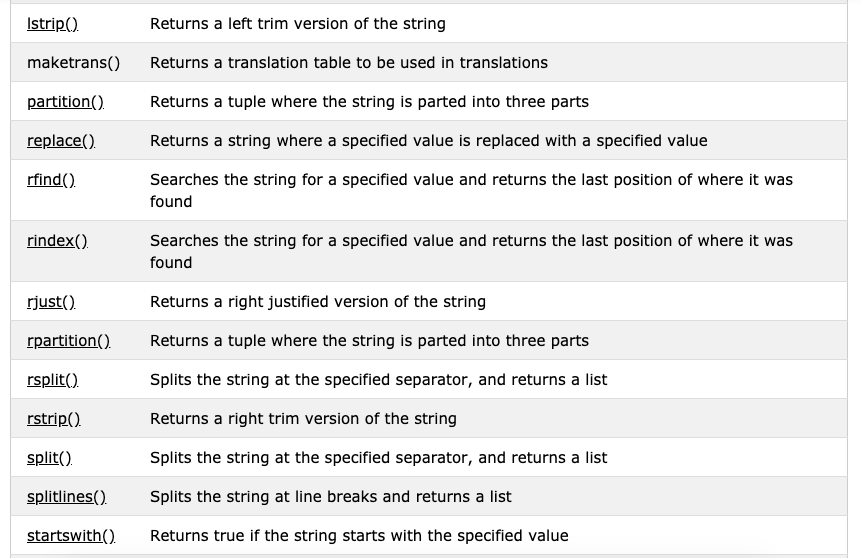 lstrip() Returns a left trim version of the string
maketrans() Returns a translation table to be used in translations
partition() Returns a tuple where the string is parted into three parts
replace() Returns a string where a specified value is replaced with a specified value
rfind() Searches the string for a specified value and returns the last position of where it was
found
rindex() Searches the string for a specified value and returns the last position of where it was
found
rjust() Returns a right justified version of the string
rpartition() Returns a tuple where the string is parted into three parts
rsplit() Splits the string at the specified separator, and returns a list
rstrip() Returns a right trim version of the string
split() Splits the string at the specified separator, and returns a list
splitlines() Splits the string at line breaks and returns a list
startswith() Returns true if the string starts with the specified value